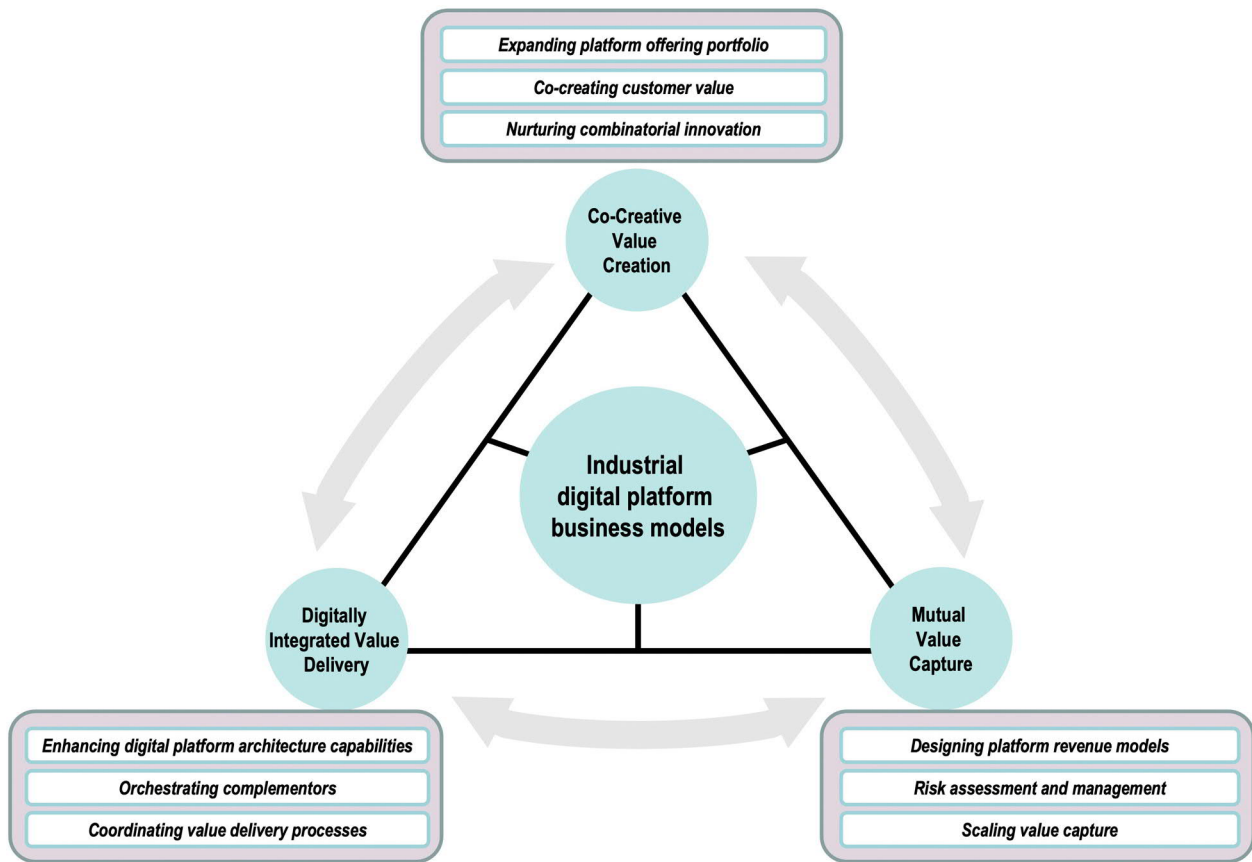 Expanding platform offering portfolio
Co-creating customer value
Nurturing combinatorial innovation
Co-Creative
Value
Creation
Industrial
digital platform
business models
Digitally
Integrated Value
Delivery
Mutual
Value
Capture
Enhancing digital platform architecture capabilities
Orchestrating complementors
Coordinating value delivery processes
Designing platform revenue models
Risk assessment and management
Scaling value capture